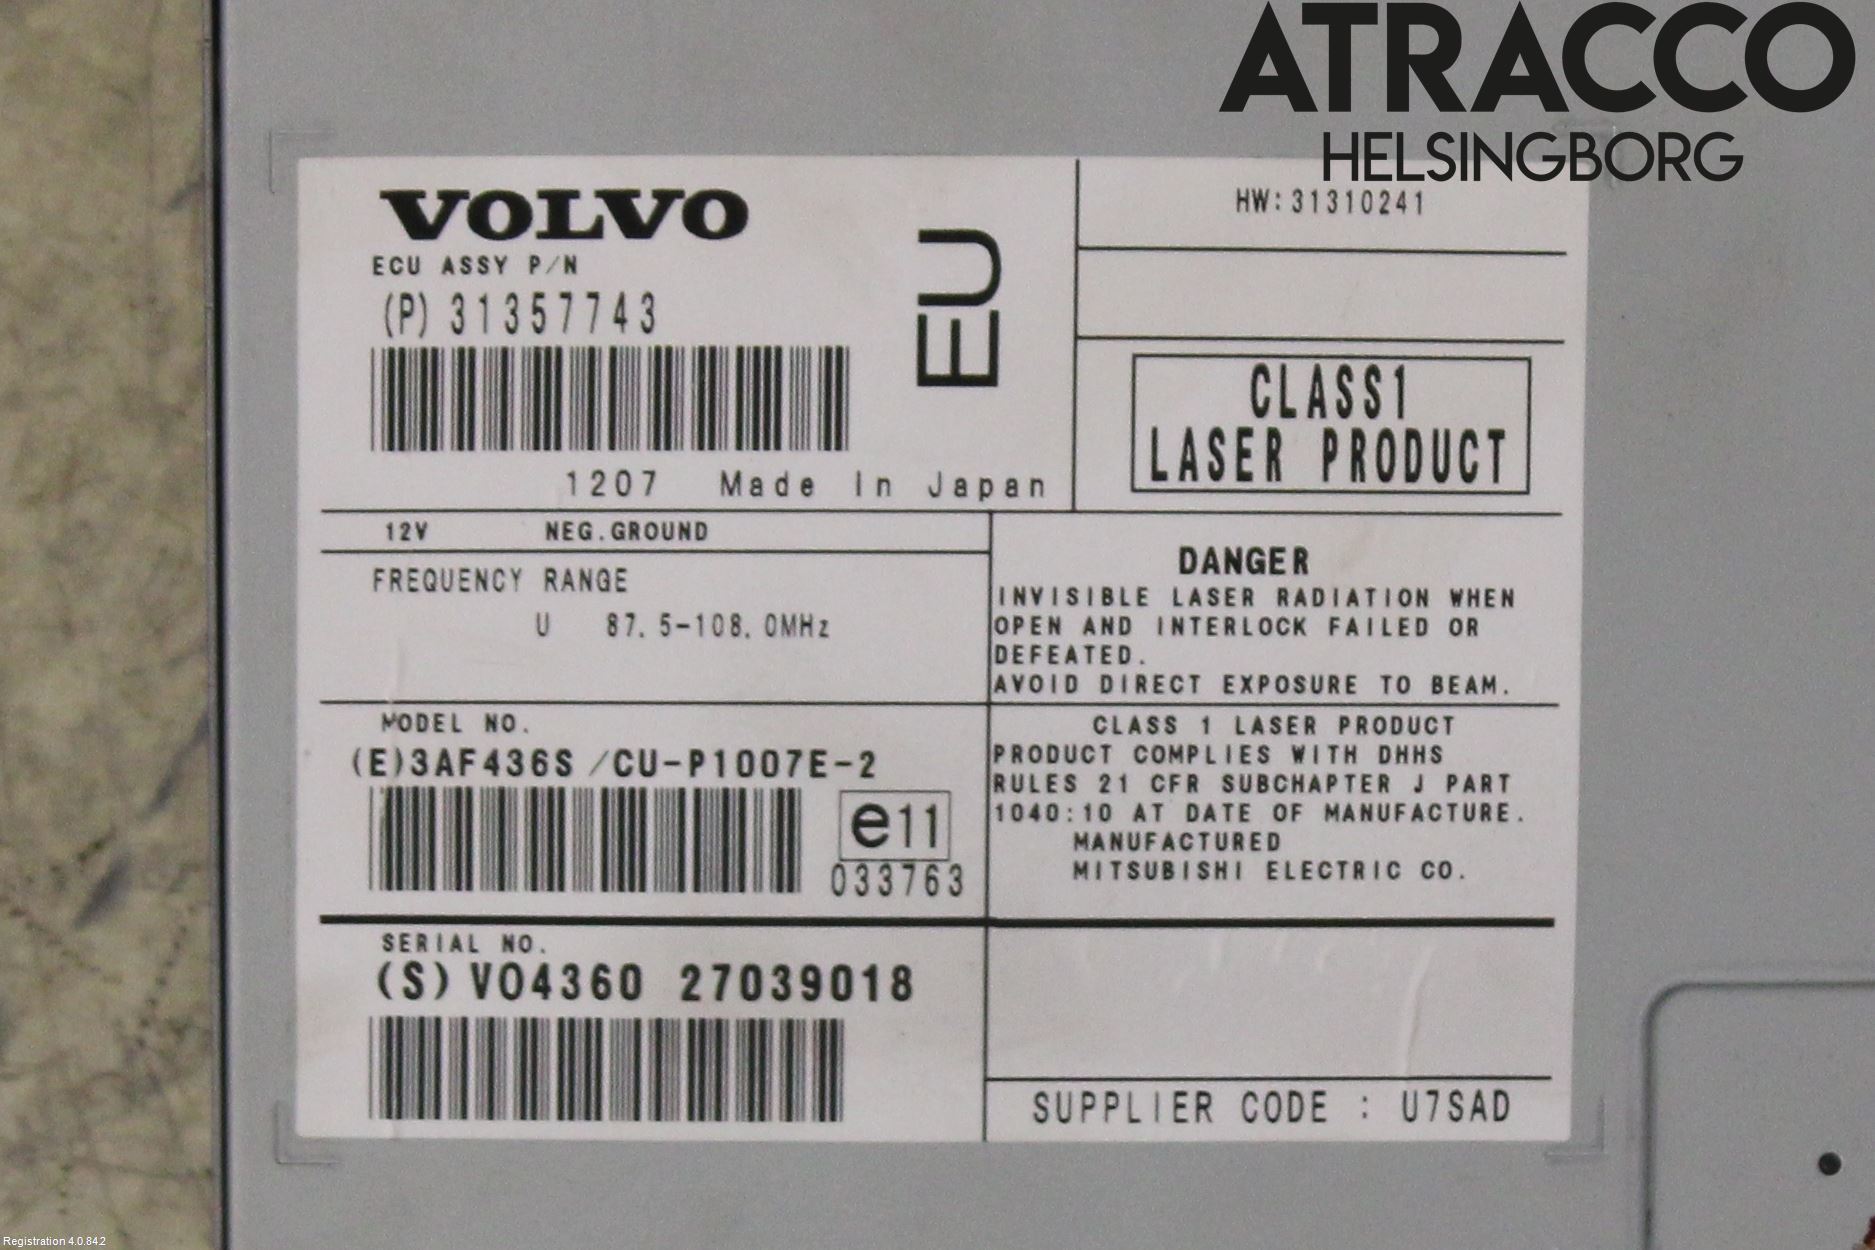 ATRACCO
HELSINGBORG
VOLVO
ECU ASSY P/N
(P) 31357743
EU
1207 Made In Japan
HW:31310241
CLASS1
LASER PRODUCT
12V NEG.GROUND
FREQUENCY RANGE
U 87.5-108.0MHz
DANGER
INVISIBLE LASER RADIATION WHEN
OPEN AND INTERLOCK FAILED OR
DEFEATED.
AVOID DIRECT EXPOSURE TO BEAM.
MODEL NO.
(E)3AF436S /CU-P1007E-2
e11
033763
CLASS 1 LASER PRODUCT
PRODUCT COMPLIES WITH DHHS
RULES 21 CFR SUBCHAPTER J PART
1040:10 AT DATE OF MANUFACTURE.
MANUFACTURED
MITSUBISHI ELECTRIC CO.
SERIAL NO.
(S) VO4360 27039018
SUPPLIER CODE : U7SAD
Registration 4.0.84.2